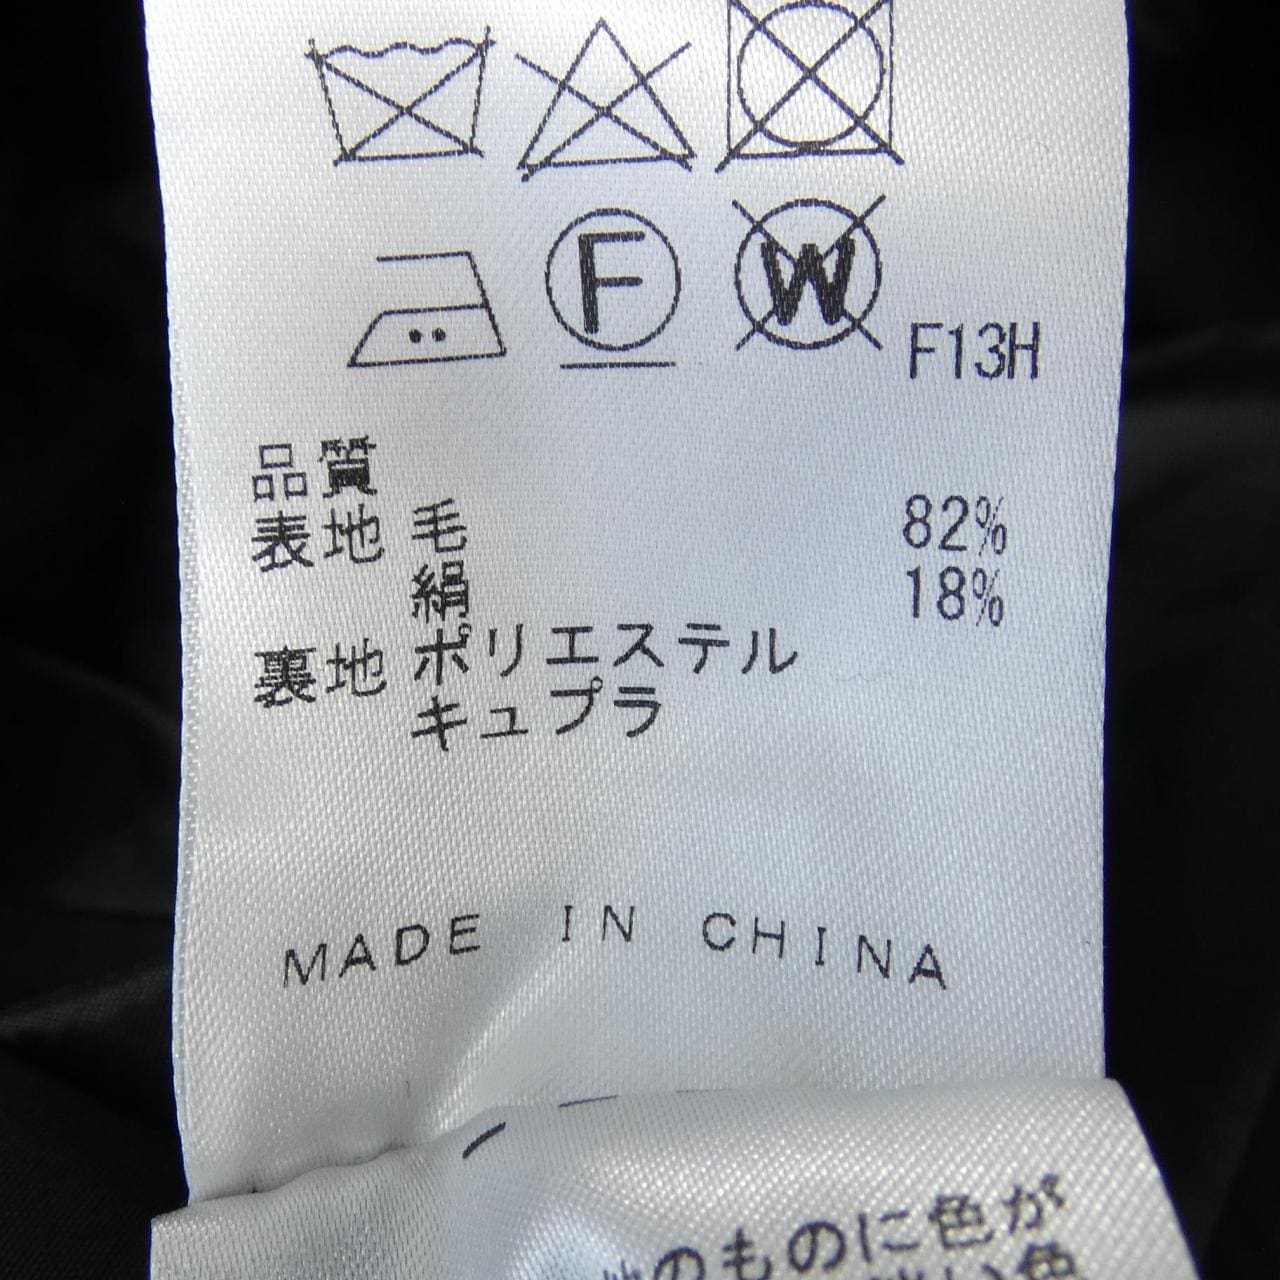 F
W
F13H
品質
表地 毛 82%
絹 18%
裏地 ポリエステル
キュプラ
MADE IN CHINA
のものに色が
色